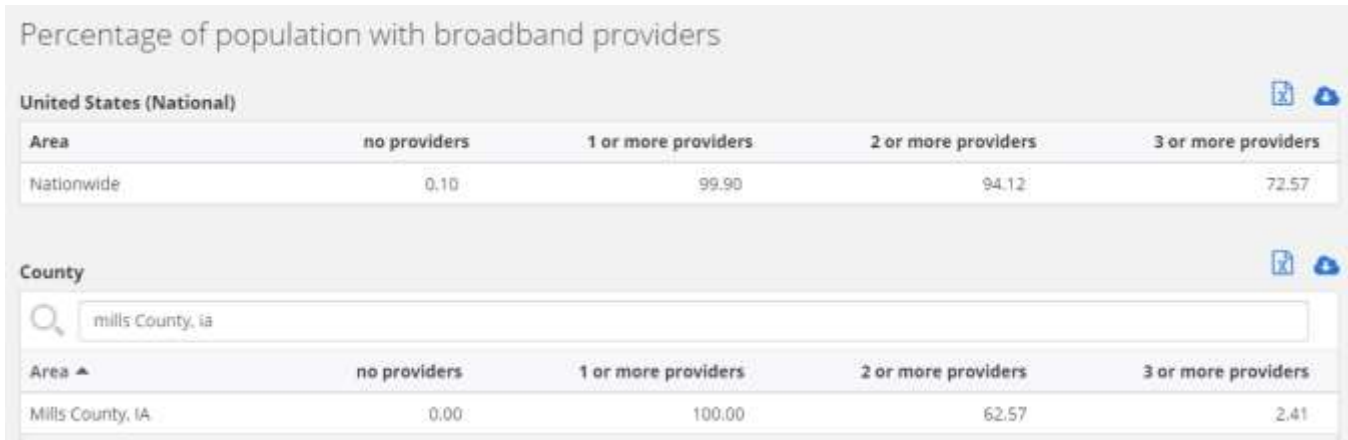 Percentage of population with broadband providers
United States (National)
Area no providers 1 or more providers 2 or more providers 3 or more providers
Nationwide 0.10 99.90 94.12 72.57
County
mills County, ia
Area no providers 1 or more providers 2 or more providers 3 or more providers
Mills County, IA 0.00 100.00 62.57 2.41